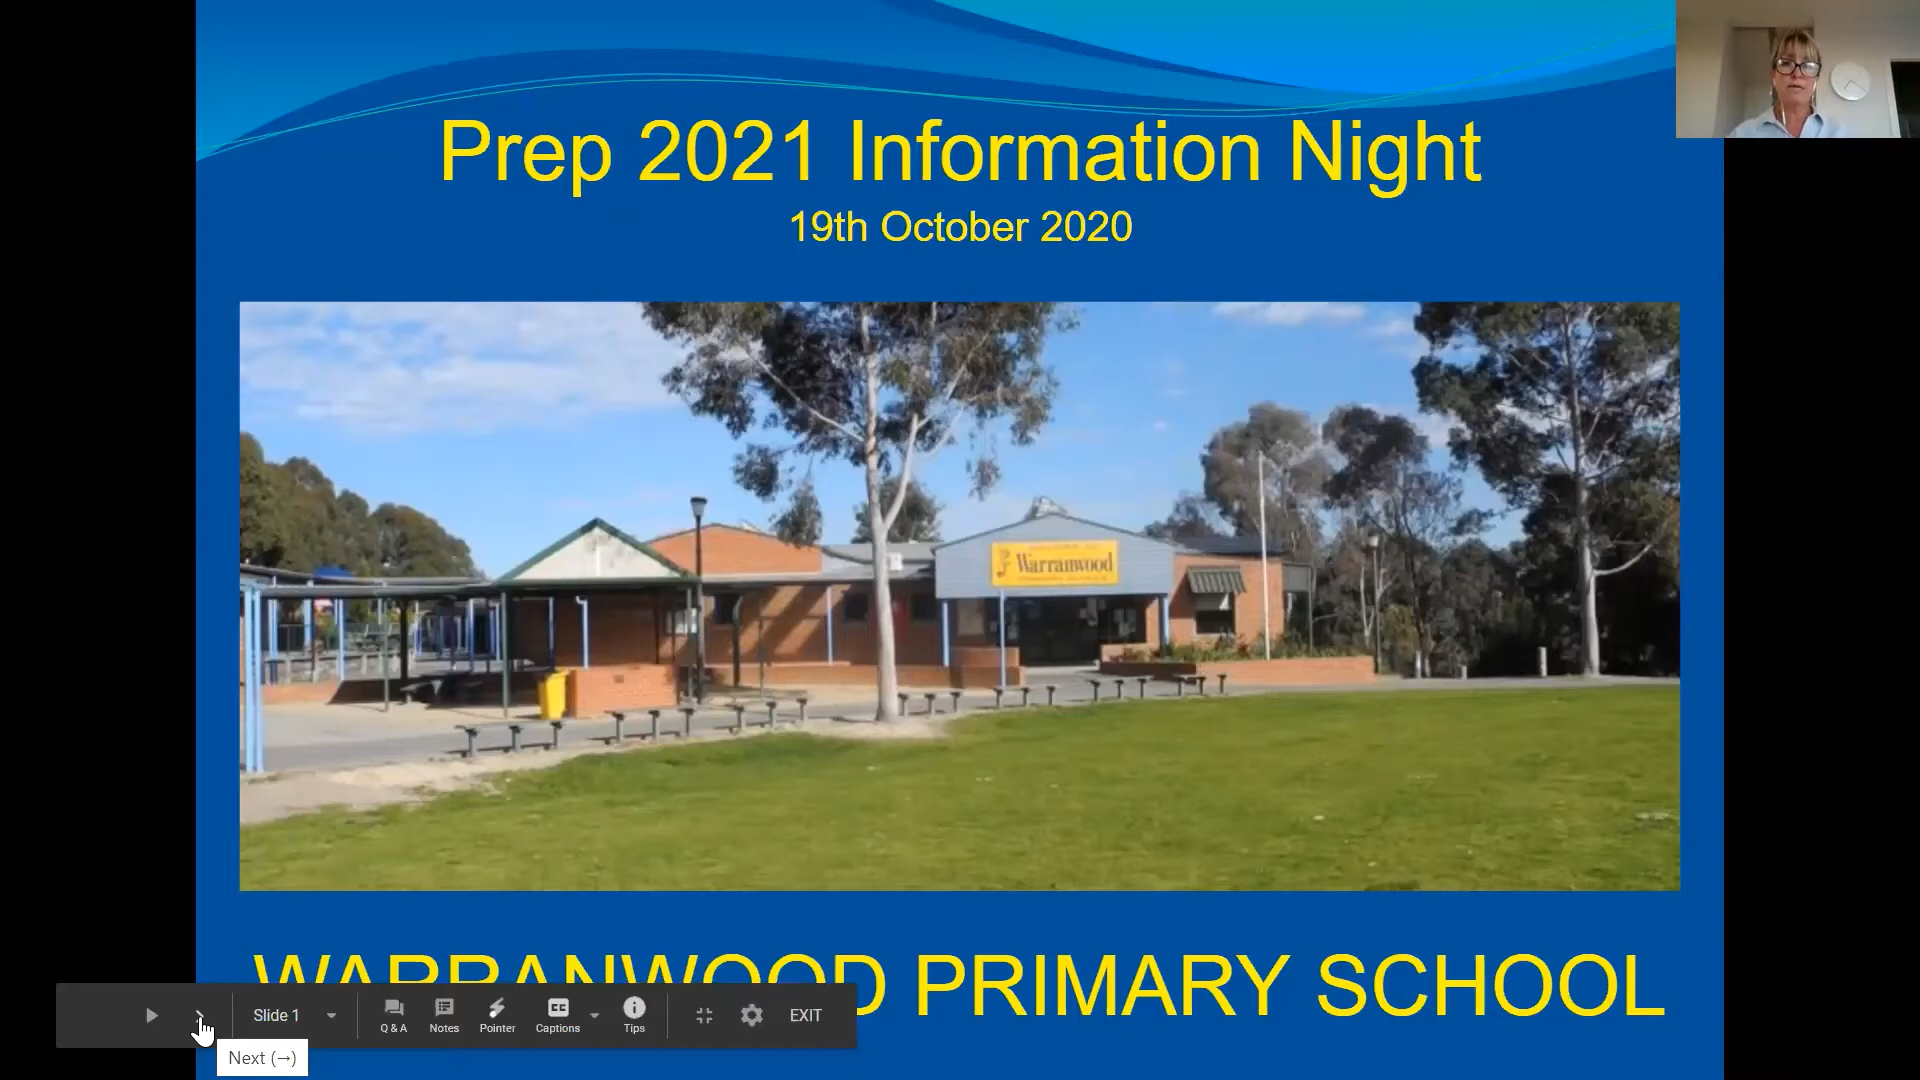 Prep 2021 Information Night
19th October 2020
Warranwood
WARRANWOOD PRIMARY SCHOOL
Slide 1
Q & A
Notes
Pointer
CC
Captions
Tips
EXIT
Next (→)